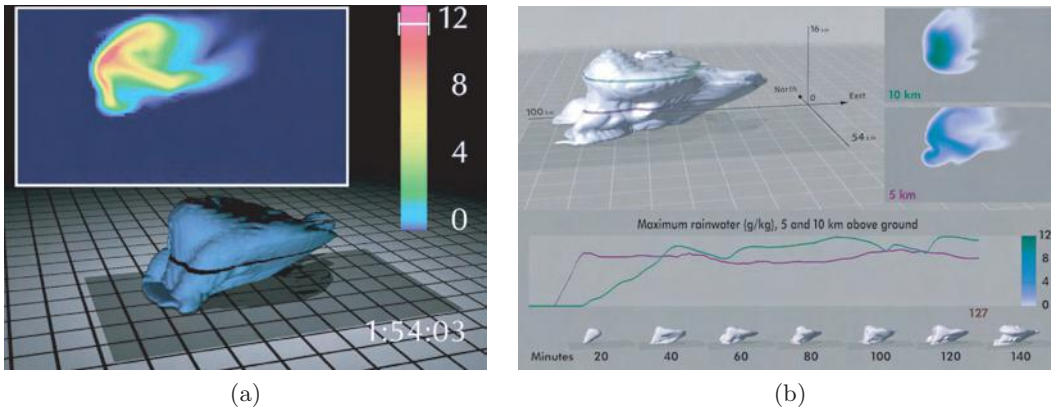 12
8
4
0
1:54:03
(a)
16 km
North
East
0
100 km
54 km
10 km
5 km
Maximum rainwater (g/kg), 5 and 10 km above ground
12
8
4
0
127
Minutes 20 40 60 80 100 120 140
(b)